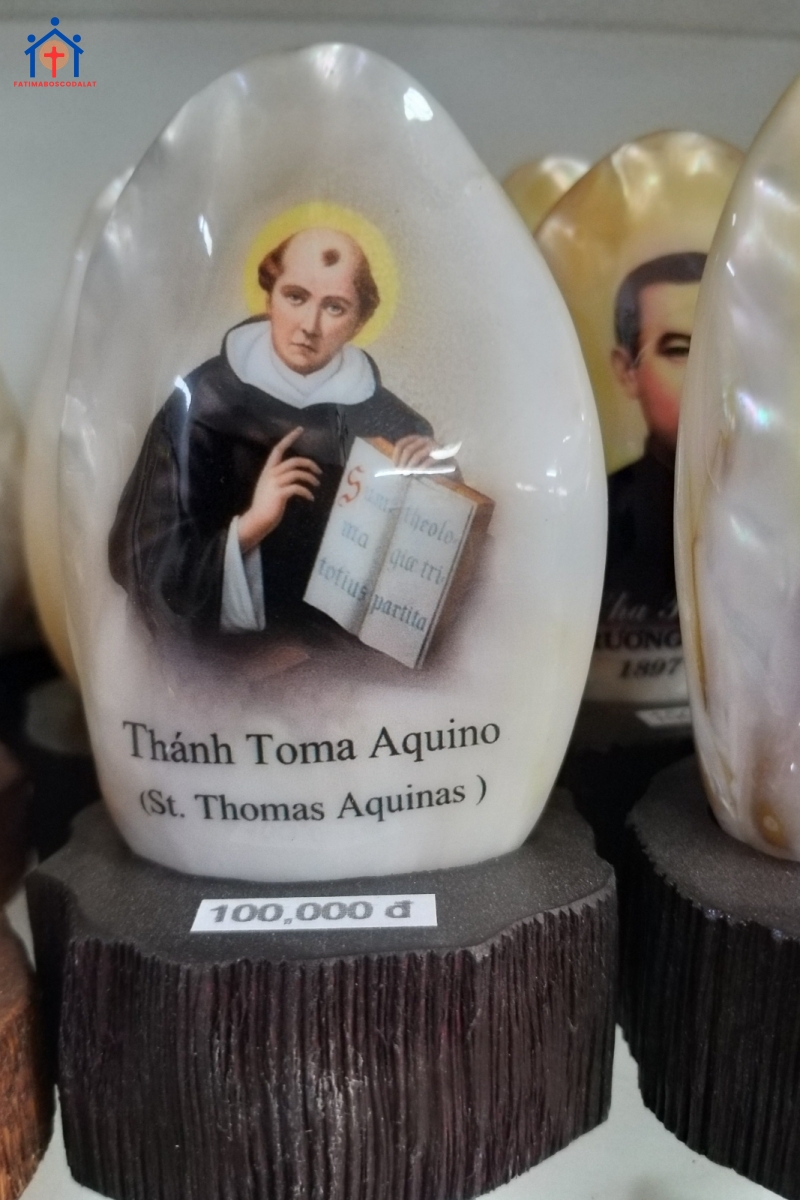 FATIMABOSCODALAT
Sum theolo-
ma giæ tri-
totius partita
Thánh Toma Aquino
(St. Thomas Aquinas )
100,000 đ
1897